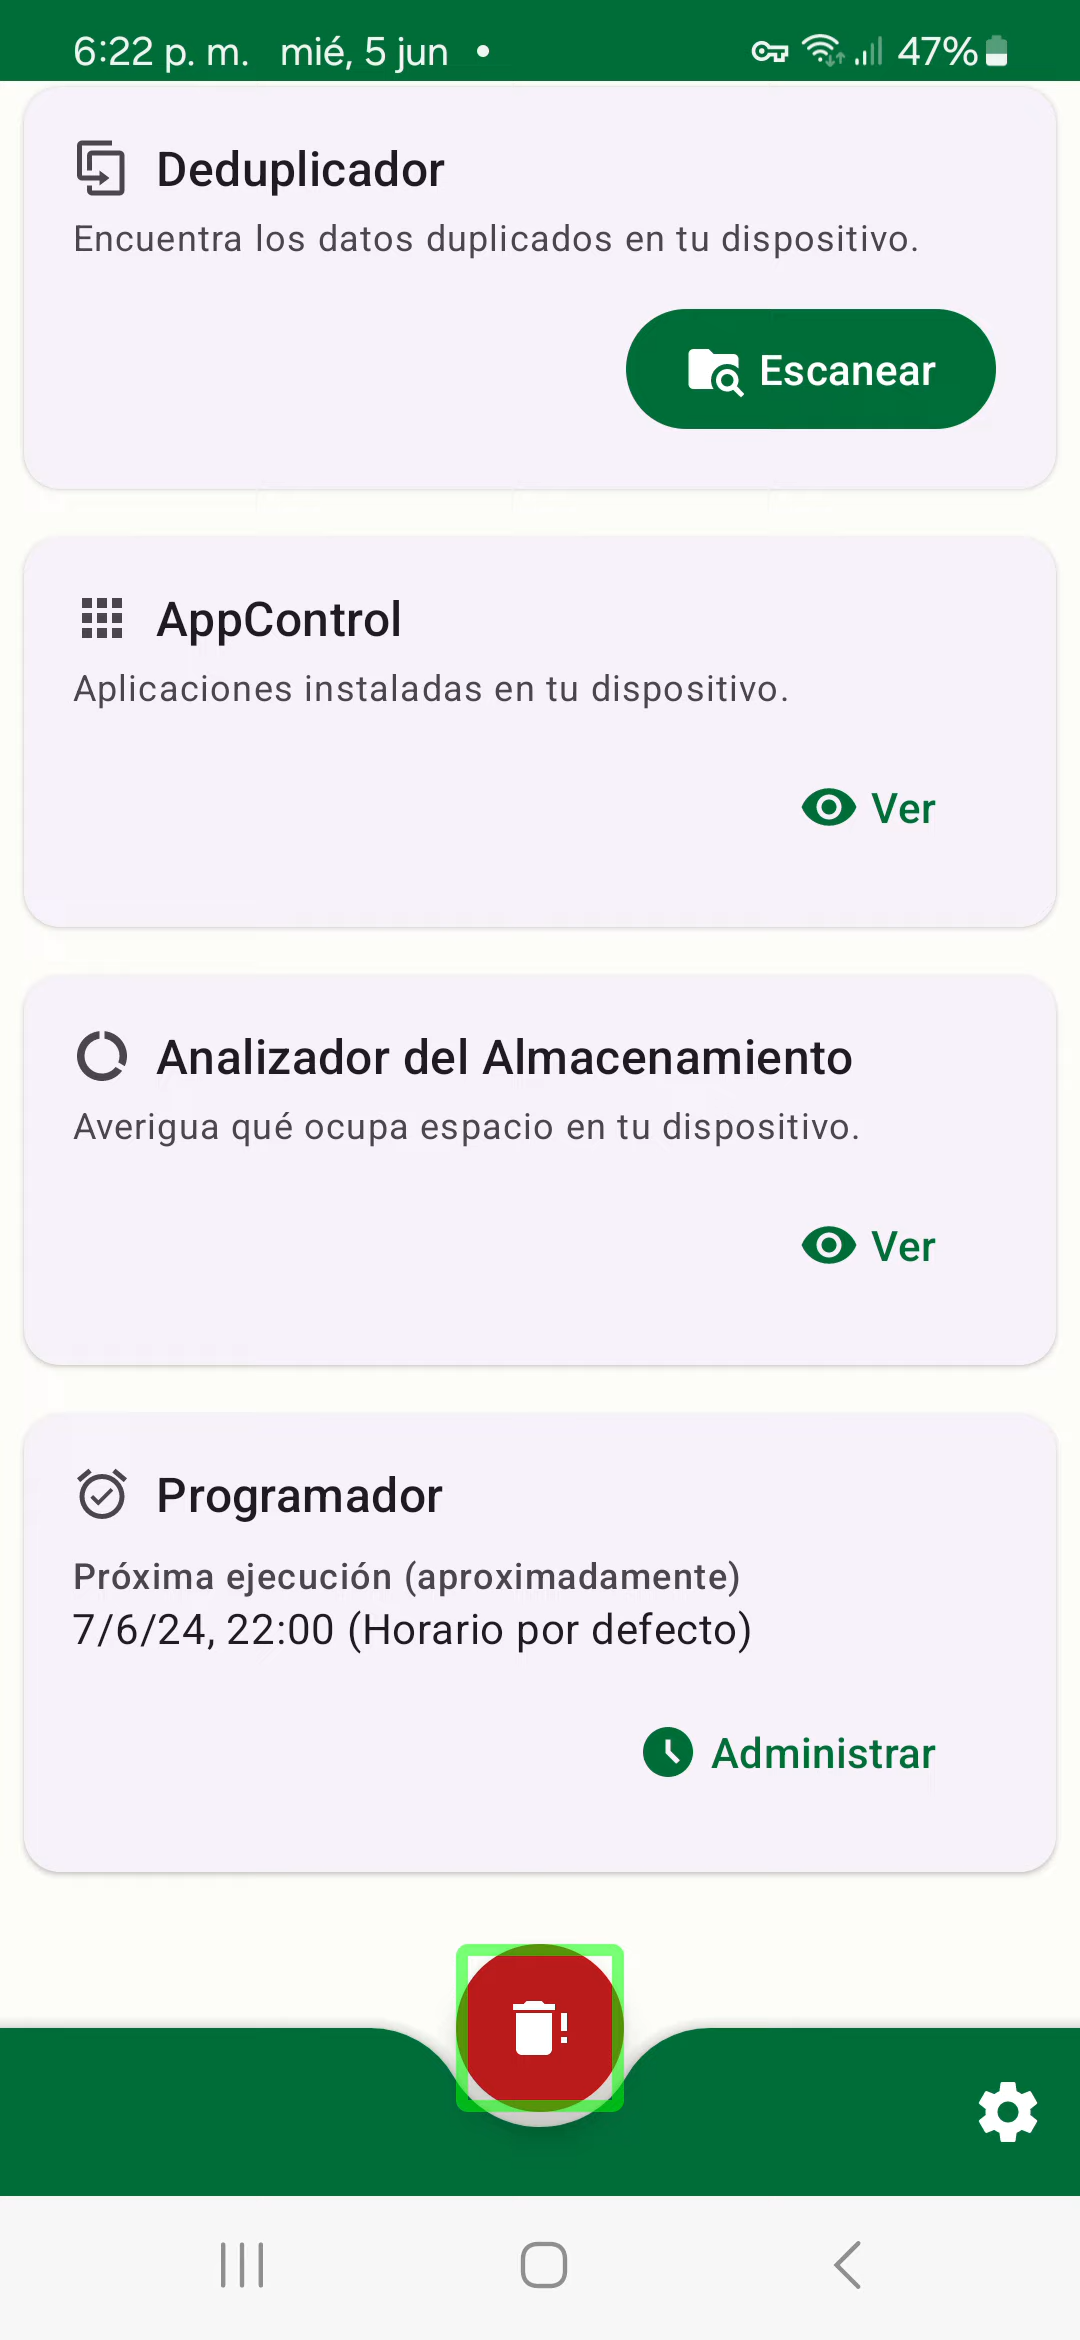 6:22 p. m. mié, 5 jun • 47%
Deduplicador
Encuentra los datos duplicados en tu dispositivo.
Escanear
AppControl
Aplicaciones instaladas en tu dispositivo.
Ver
Analizador del Almacenamiento
Averigua qué ocupa espacio en tu dispositivo.
Ver
Programador
Próxima ejecución (aproximadamente)
7/6/24, 22:00 (Horario por defecto)
Administrar